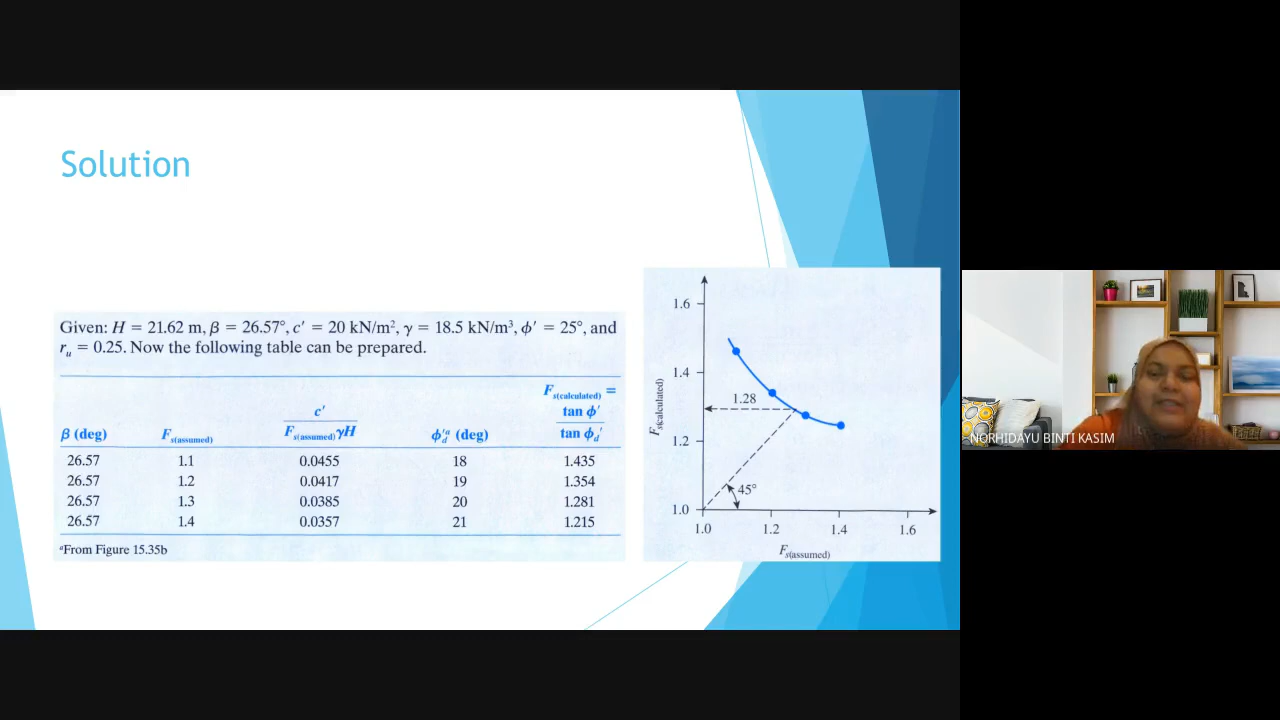 Solution
Given: H = 21.62 m, β = 26.57°, c′ = 20 kN/m², γ = 18.5 kN/m³, ϕ′ = 25°, and
r_u = 0.25. Now the following table can be prepared.
β (deg) F_s(assumed) c′ / F_s(assumed)γH ϕ_d′ᵃ (deg) F_s(calculated) = tan ϕ′ / tan ϕ_d′
26.57 1.1 0.0455 18 1.435
26.57 1.2 0.0417 19 1.354
26.57 1.3 0.0385 20 1.281
26.57 1.4 0.0357 21 1.215
ᵃFrom Figure 15.35b
F_s(calculated)
1.6
1.4
1.2
1.0
1.28
45°
1.0 1.2 1.4 1.6
F_s(assumed)
NORHIDAYU BINTI KASIM